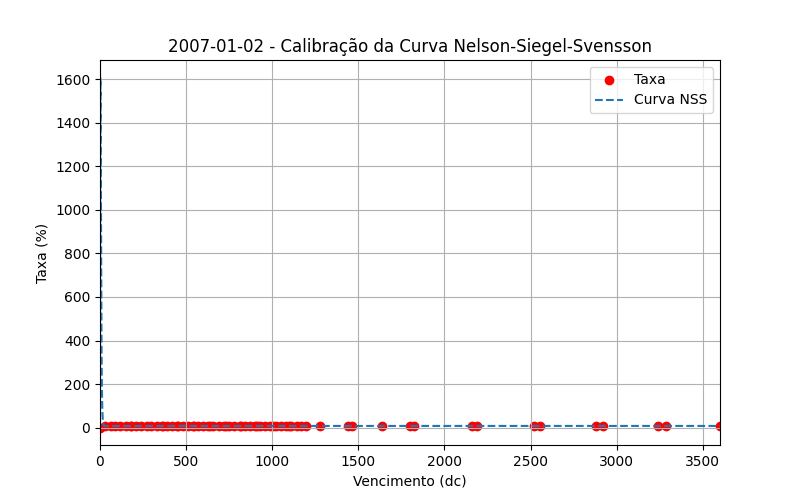 2007-01-02 - Calibração da Curva Nelson-Siegel-Svensson
Taxa
Curva NSS
1600
1400
1200
1000
800
600
400
200
0
Taxa (%)
0 500 1000 1500 2000 2500 3000 3500
Vencimento (dc)